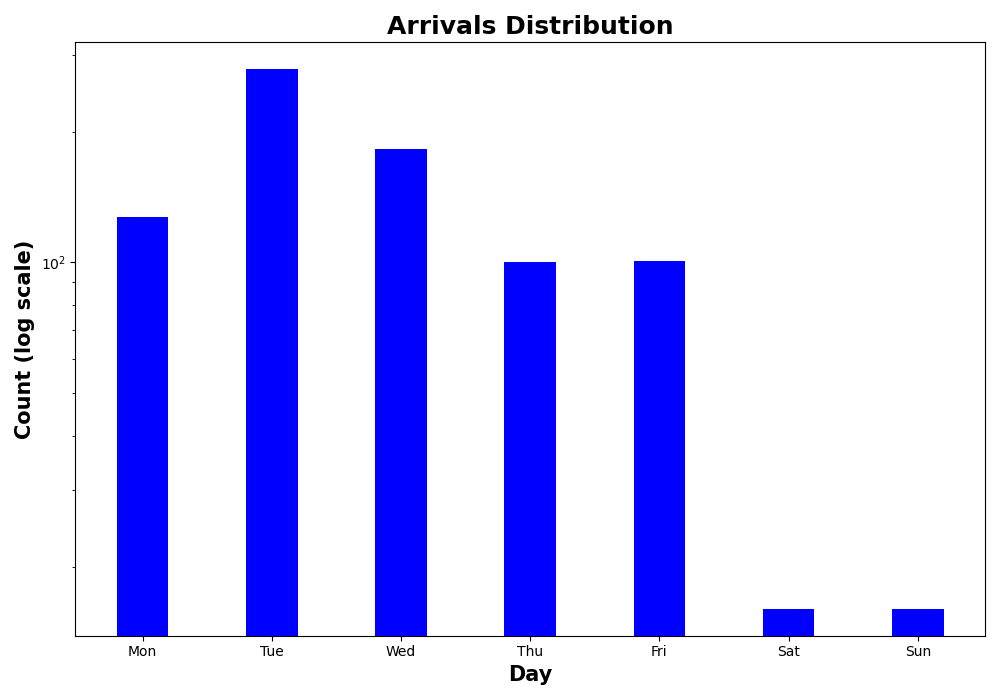 Arrivals Distribution
Count (log scale)
10²
Mon Tue Wed Thu Fri Sat Sun
Day